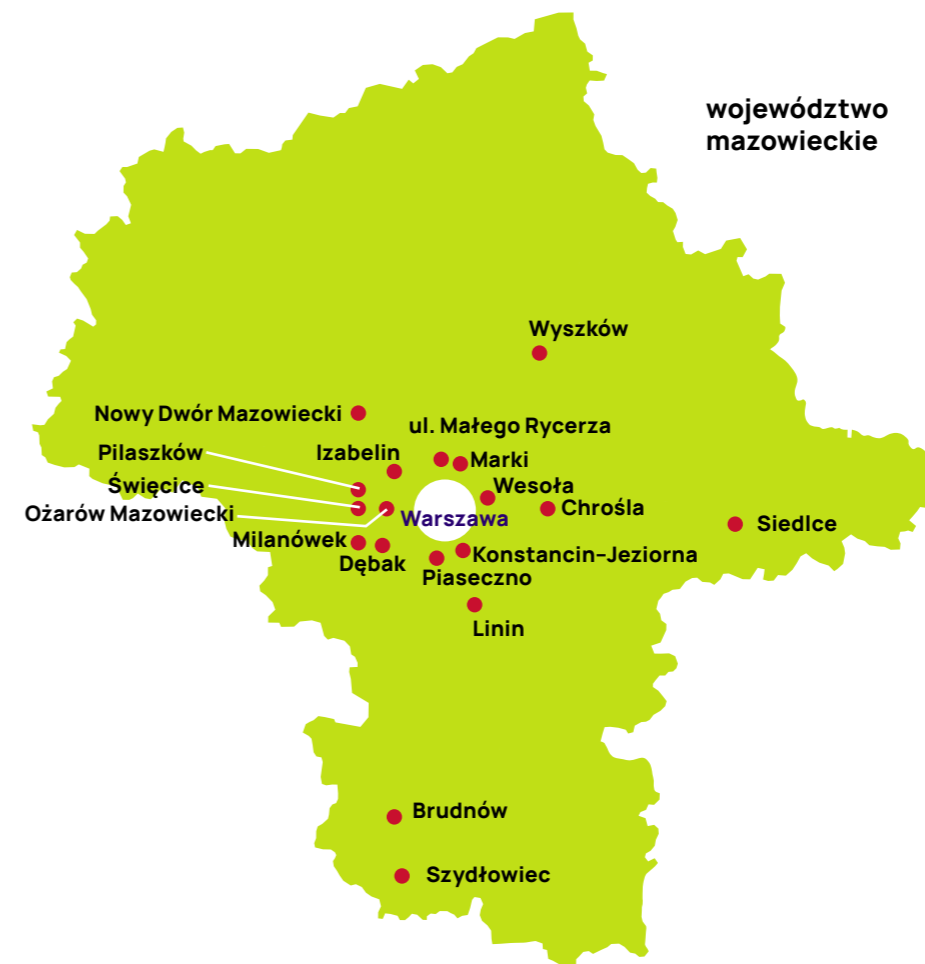 województwo
mazowieckie
Wyszków
Nowy Dwór Mazowiecki
ul. Małego Rycerza
Pilaszków
Izabelin
Marki
Święcice
Wesoła
Ożarów Mazowiecki
Warszawa
Chrośla
Siedlce
Milanówek
Dębak
Konstancin-Jeziorna
Piaseczno
Linin
Brudnów
Szydłowiec